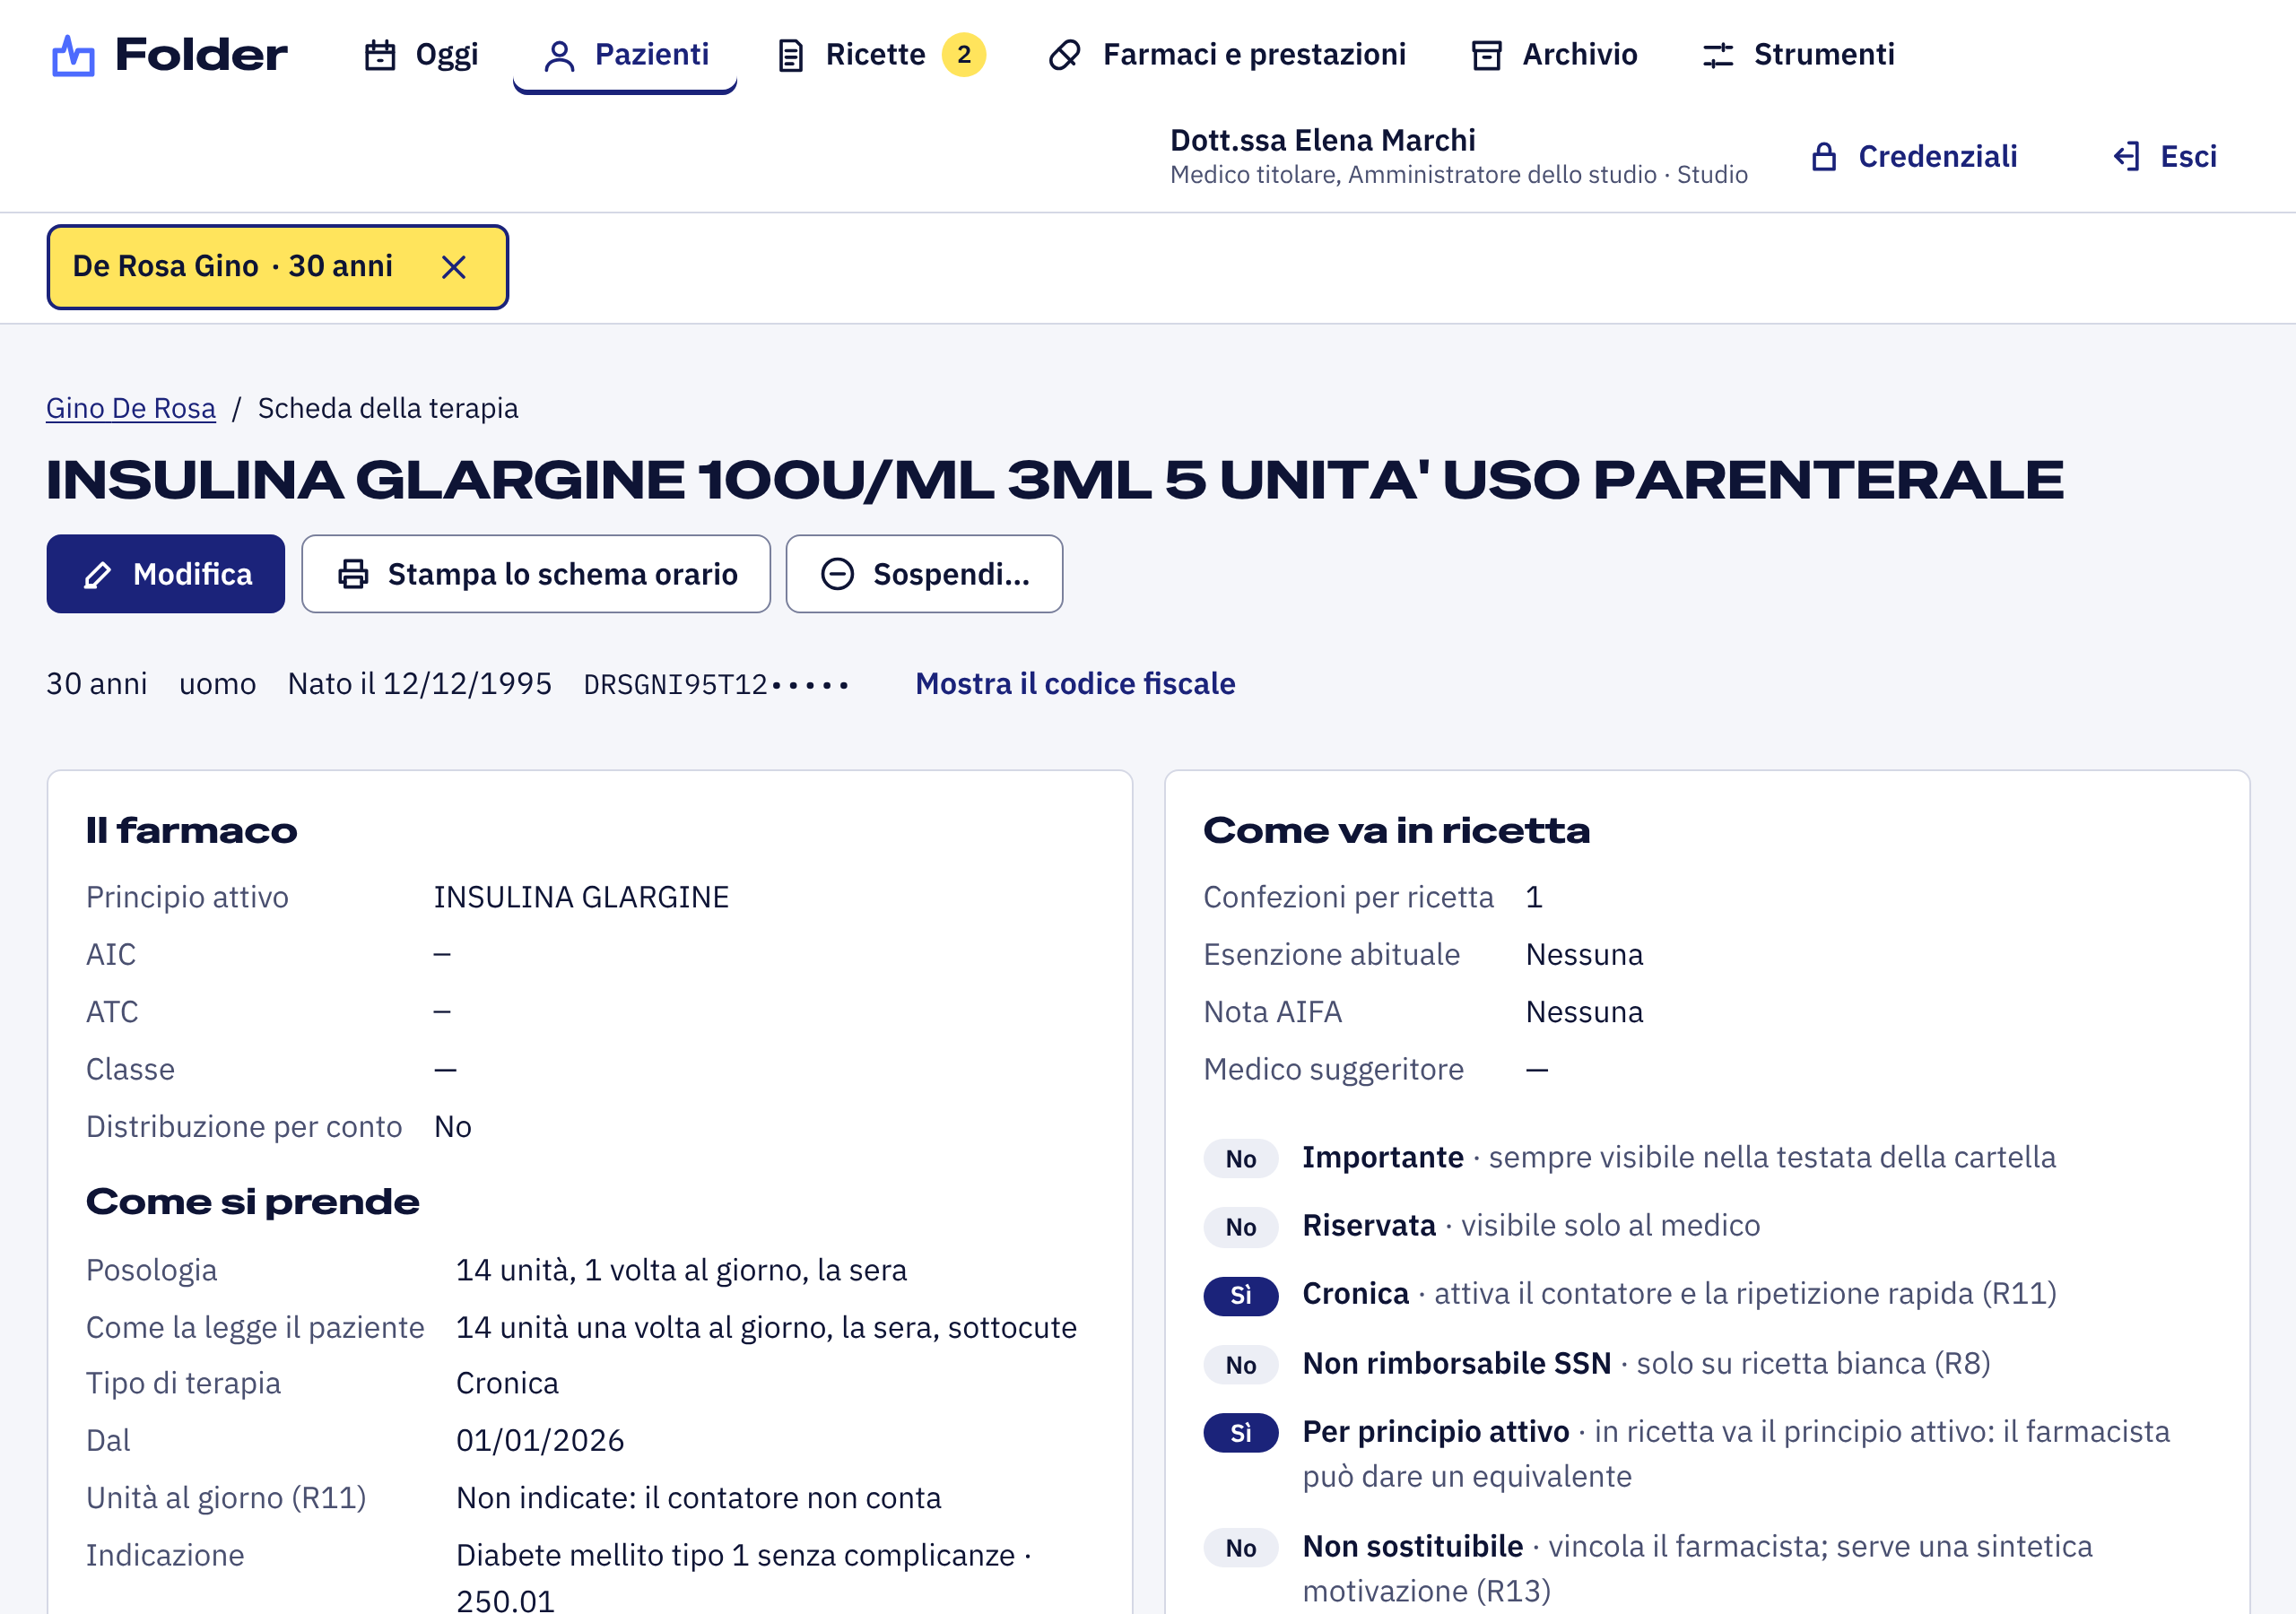 Folder
Oggi
Pazienti
Ricette 2
Farmaci e prestazioni
Archivio
Strumenti
Dott.ssa Elena Marchi
Medico titolare, Amministratore dello studio · Studio
Credenziali
Esci
De Rosa Gino · 30 anni
Gino De Rosa / Scheda della terapia
INSULINA GLARGINE 100U/ML 3ML 5 UNITA' USO PARENTERALE
Modifica
Stampa lo schema orario
Sospendi...
30 anni uomo Nato il 12/12/1995 DRSGNI95T12••••• Mostra il codice fiscale
Il farmaco
Principio attivo INSULINA GLARGINE
AIC –
ATC –
Classe —
Distribuzione per conto No
Come si prende
Posologia 14 unità, 1 volta al giorno, la sera
Come la legge il paziente 14 unità una volta al giorno, la sera, sottocute
Tipo di terapia Cronica
Dal 01/01/2026
Unità al giorno (R11) Non indicate: il contatore non conta
Indicazione Diabete mellito tipo 1 senza complicanze ·
250.01
Come va in ricetta
Confezioni per ricetta 1
Esenzione abituale Nessuna
Nota AIFA Nessuna
Medico suggeritore —
No Importante · sempre visibile nella testata della cartella
No Riservata · visibile solo al medico
Sì Cronica · attiva il contatore e la ripetizione rapida (R11)
No Non rimborsabile SSN · solo su ricetta bianca (R8)
Sì Per principio attivo · in ricetta va il principio attivo: il farmacista
può dare un equivalente
No Non sostituibile · vincola il farmacista; serve una sintetica
motivazione (R13)